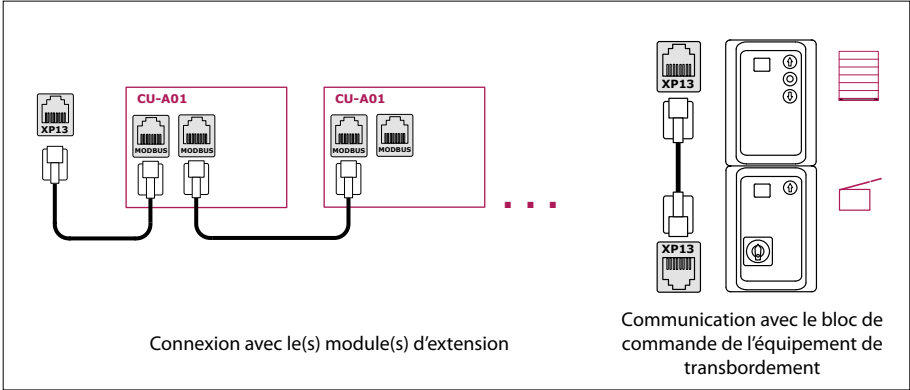 CU-A01
CU-A01
XP13
MODBUS
MODBUS
MODBUS
MODBUS
...
Connexion avec le(s) module(s) d’extension
XP13
XP13
Communication avec le bloc de
commande de l’équipement de
transbordement